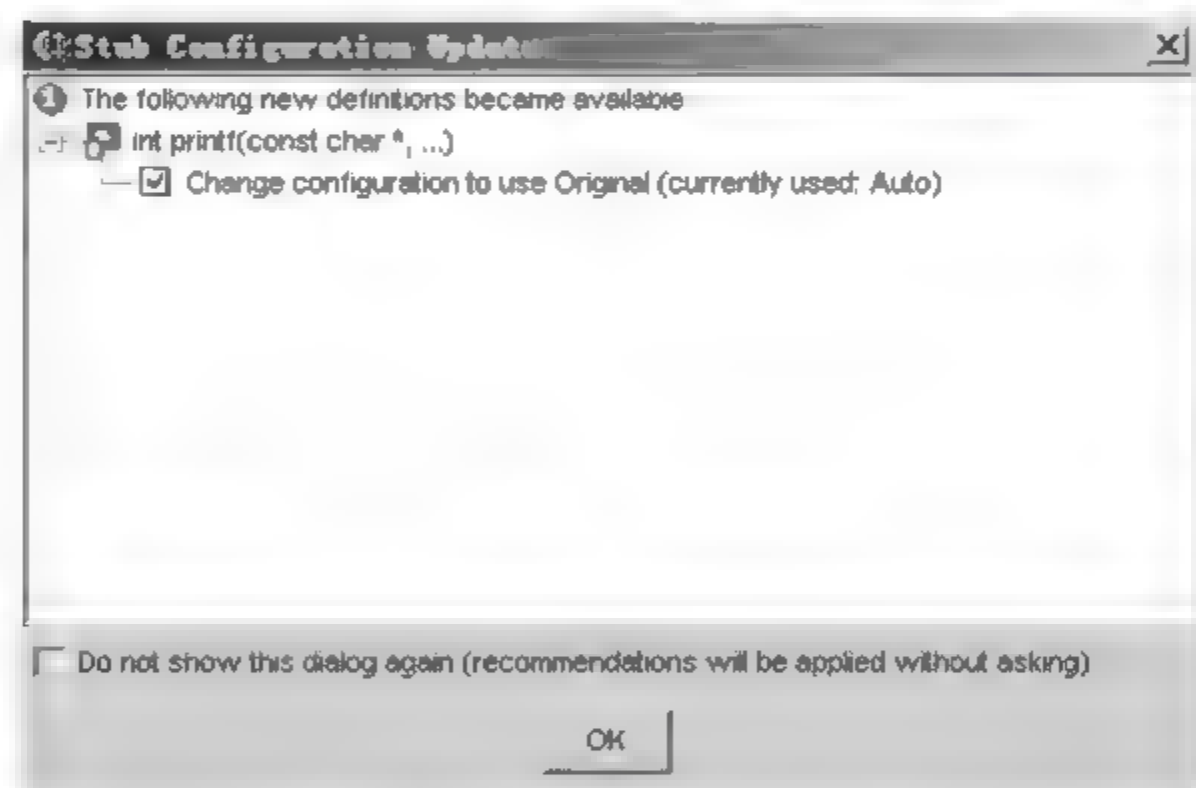 Stub Configuration Update
The following new definitions became available
int printf(const char *, ...)
Change configuration to use Original (currently used: Auto)
Do not show this dialog again (recommendations will be applied without asking)
OK